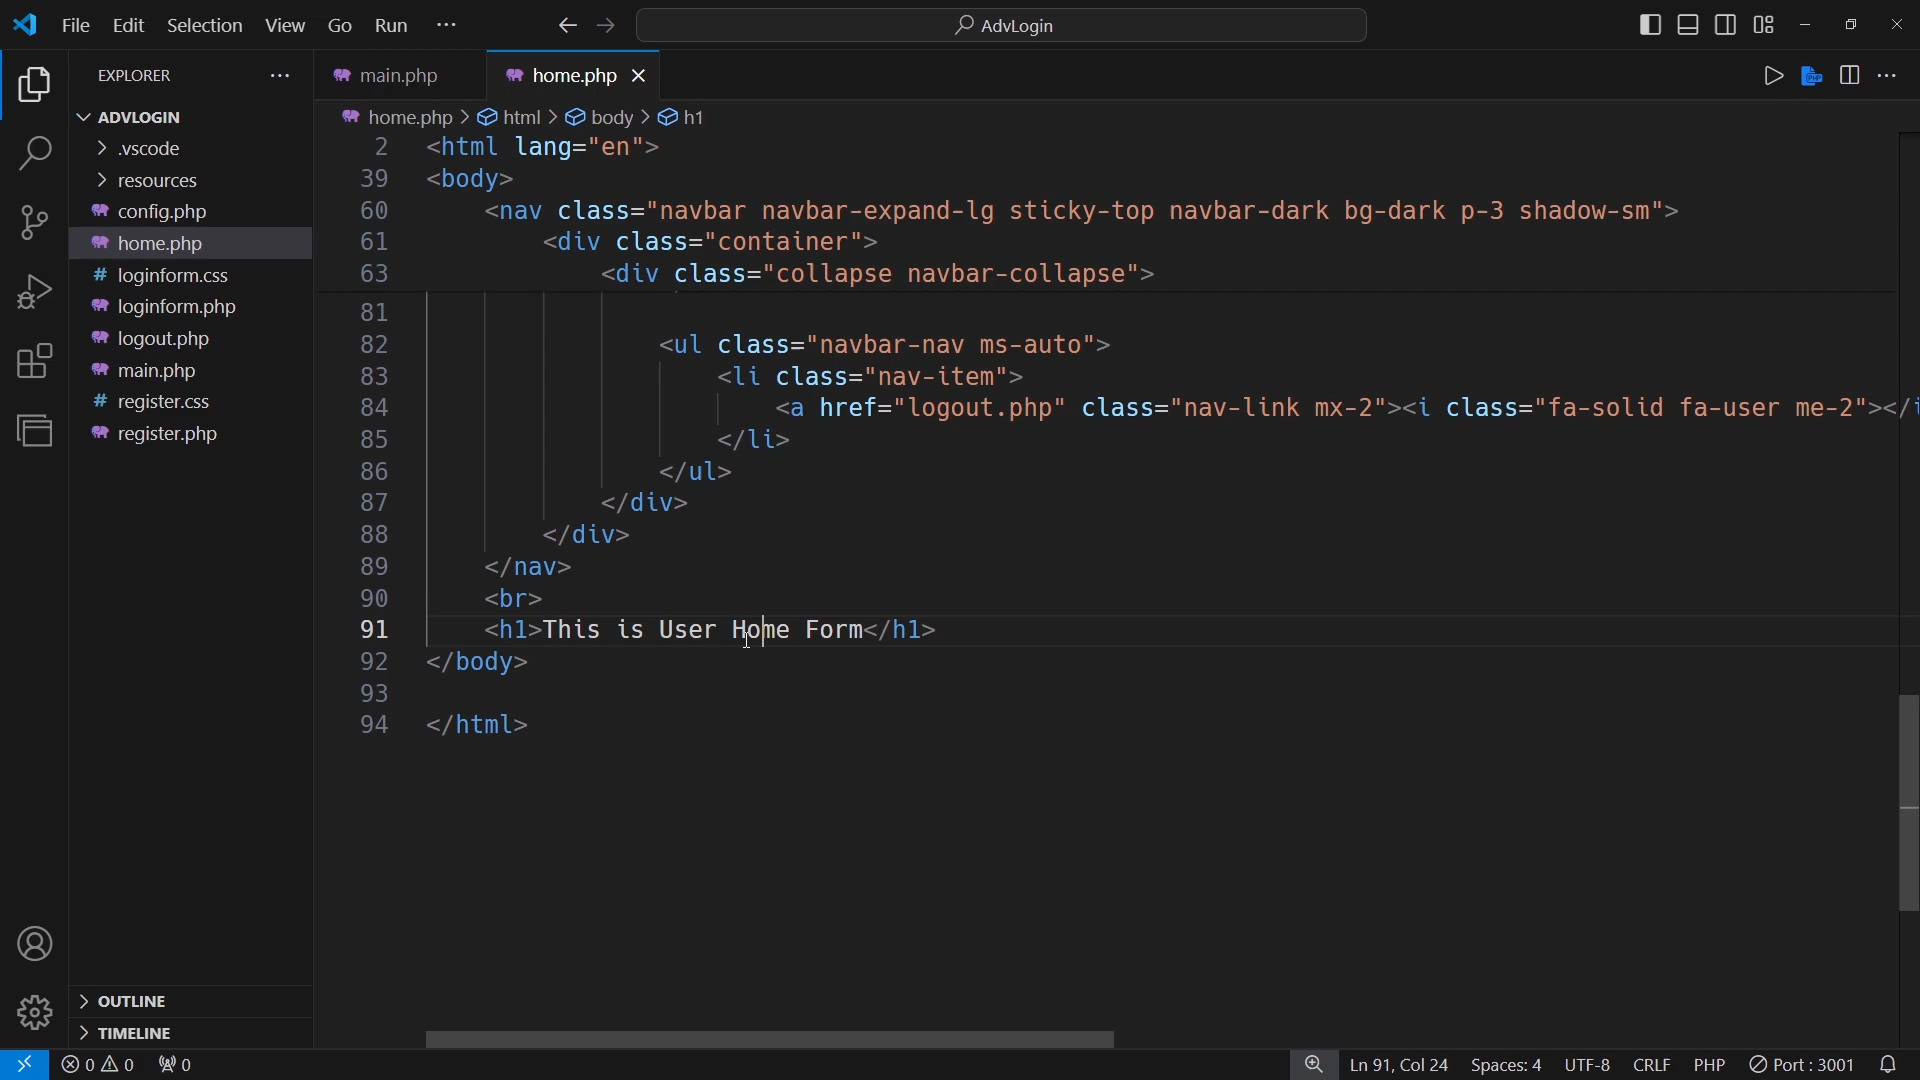 File Edit Selection View Go Run
AdvLogin
EXPLORER
main.php
home.php
ADVLOGIN
.vscode
resources
config.php
home.php
loginform.css
loginform.php
logout.php
main.php
register.css
register.php
OUTLINE
TIMELINE
home.php > html > body > h1
2 <html lang="en">
39 <body>
60 <nav class="navbar navbar-expand-lg sticky-top navbar-dark bg-dark p-3 shadow-sm">
61 <div class="container">
63 <div class="collapse navbar-collapse">
81
82 <ul class="navbar-nav ms-auto">
83 <li class="nav-item">
84 <a href="logout.php" class="nav-link mx-2"><i class="fa-solid fa-user me-2"></i
85 </li>
86 </ul>
87 </div>
88 </div>
89 </nav>
90 <br>
91 <h1>This is User Home Form</h1>
92 </body>
93
94 </html>
0 0 0
Ln 91, Col 24 Spaces: 4 UTF-8 CRLF PHP Port : 3001